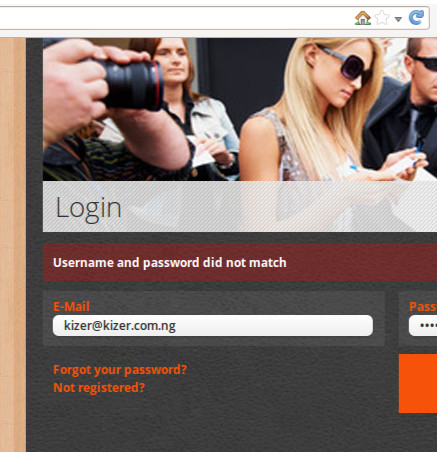 Login
Username and password did not match
E-Mail
Pass
kizer@kizer.com.ng
Forgot your password?
Not registered?